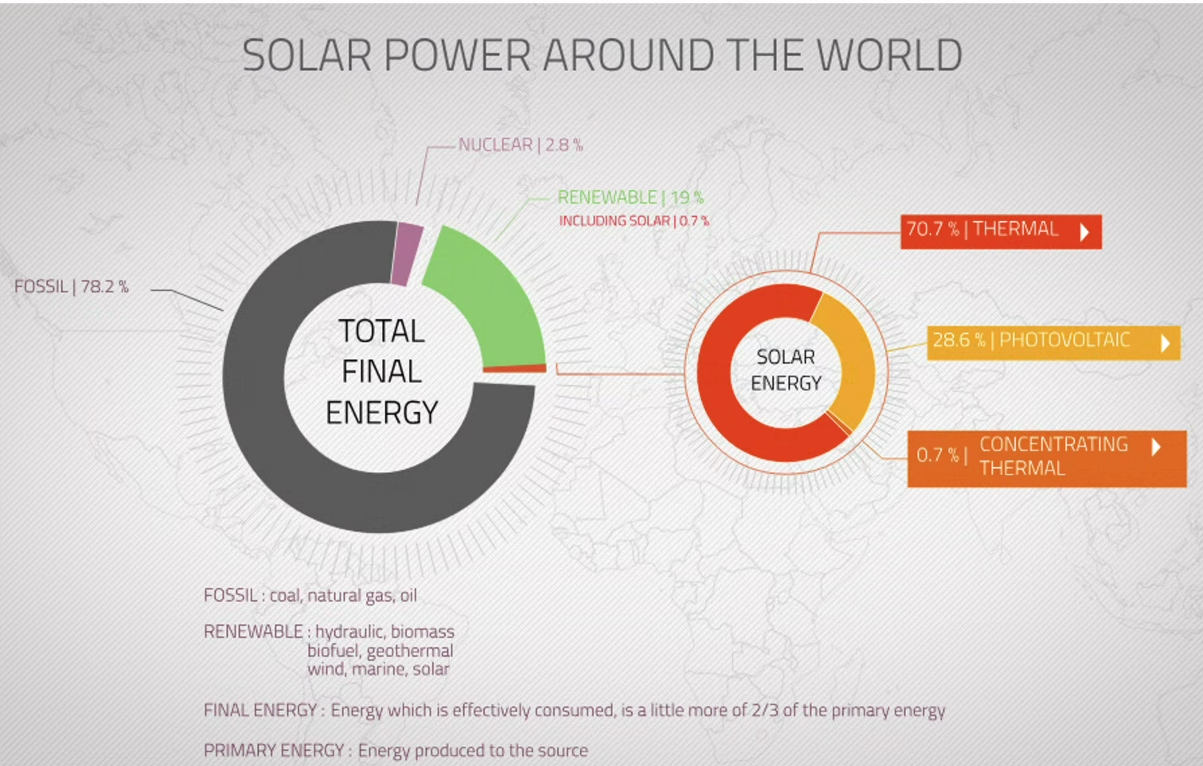 SOLAR POWER AROUND THE WORLD
NUCLEAR | 2.8 %
RENEWABLE | 19 %
INCLUDING SOLAR | 0.7 %
FOSSIL | 78.2 %
TOTAL
FINAL
ENERGY
70.7 % | THERMAL
28.6 % | PHOTOVOLTAIC
SOLAR
ENERGY
0.7 % | CONCENTRATING
THERMAL
FOSSIL : coal, natural gas, oil
RENEWABLE : hydraulic, biomass
biofuel, geothermal
wind, marine, solar
FINAL ENERGY : Energy which is effectively consumed, is a little more of 2/3 of the primary energy
PRIMARY ENERGY : Energy produced to the source